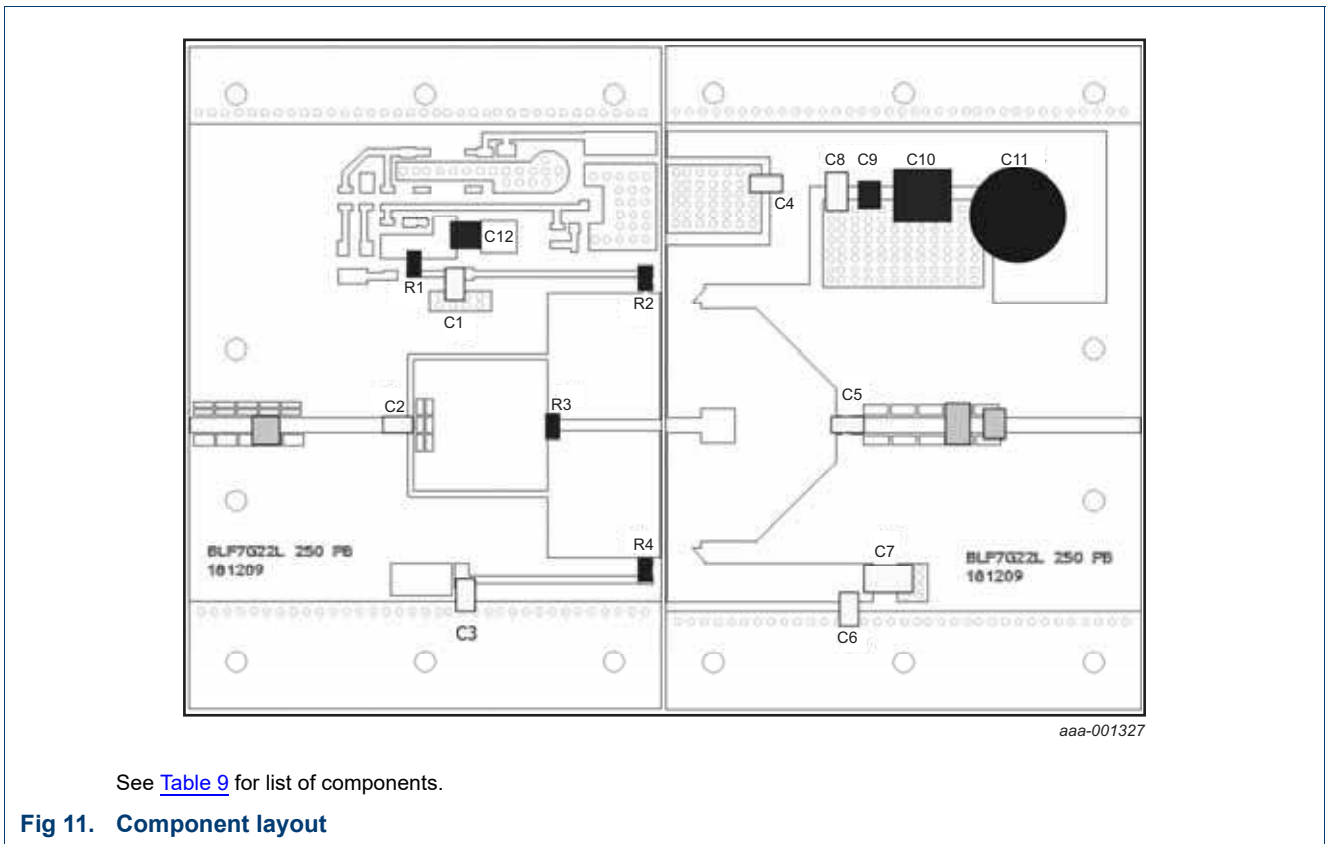 C8 C9 C10 C11
C4
C12
R1
R2
C1
C2
R3
C5
R4
C7
BLF7G22L 250 PB
181209
BLF7G22L 250 PB
181209
C3
C6
aaa-001327
See Table 9 for list of components.
Fig 11. Component layout